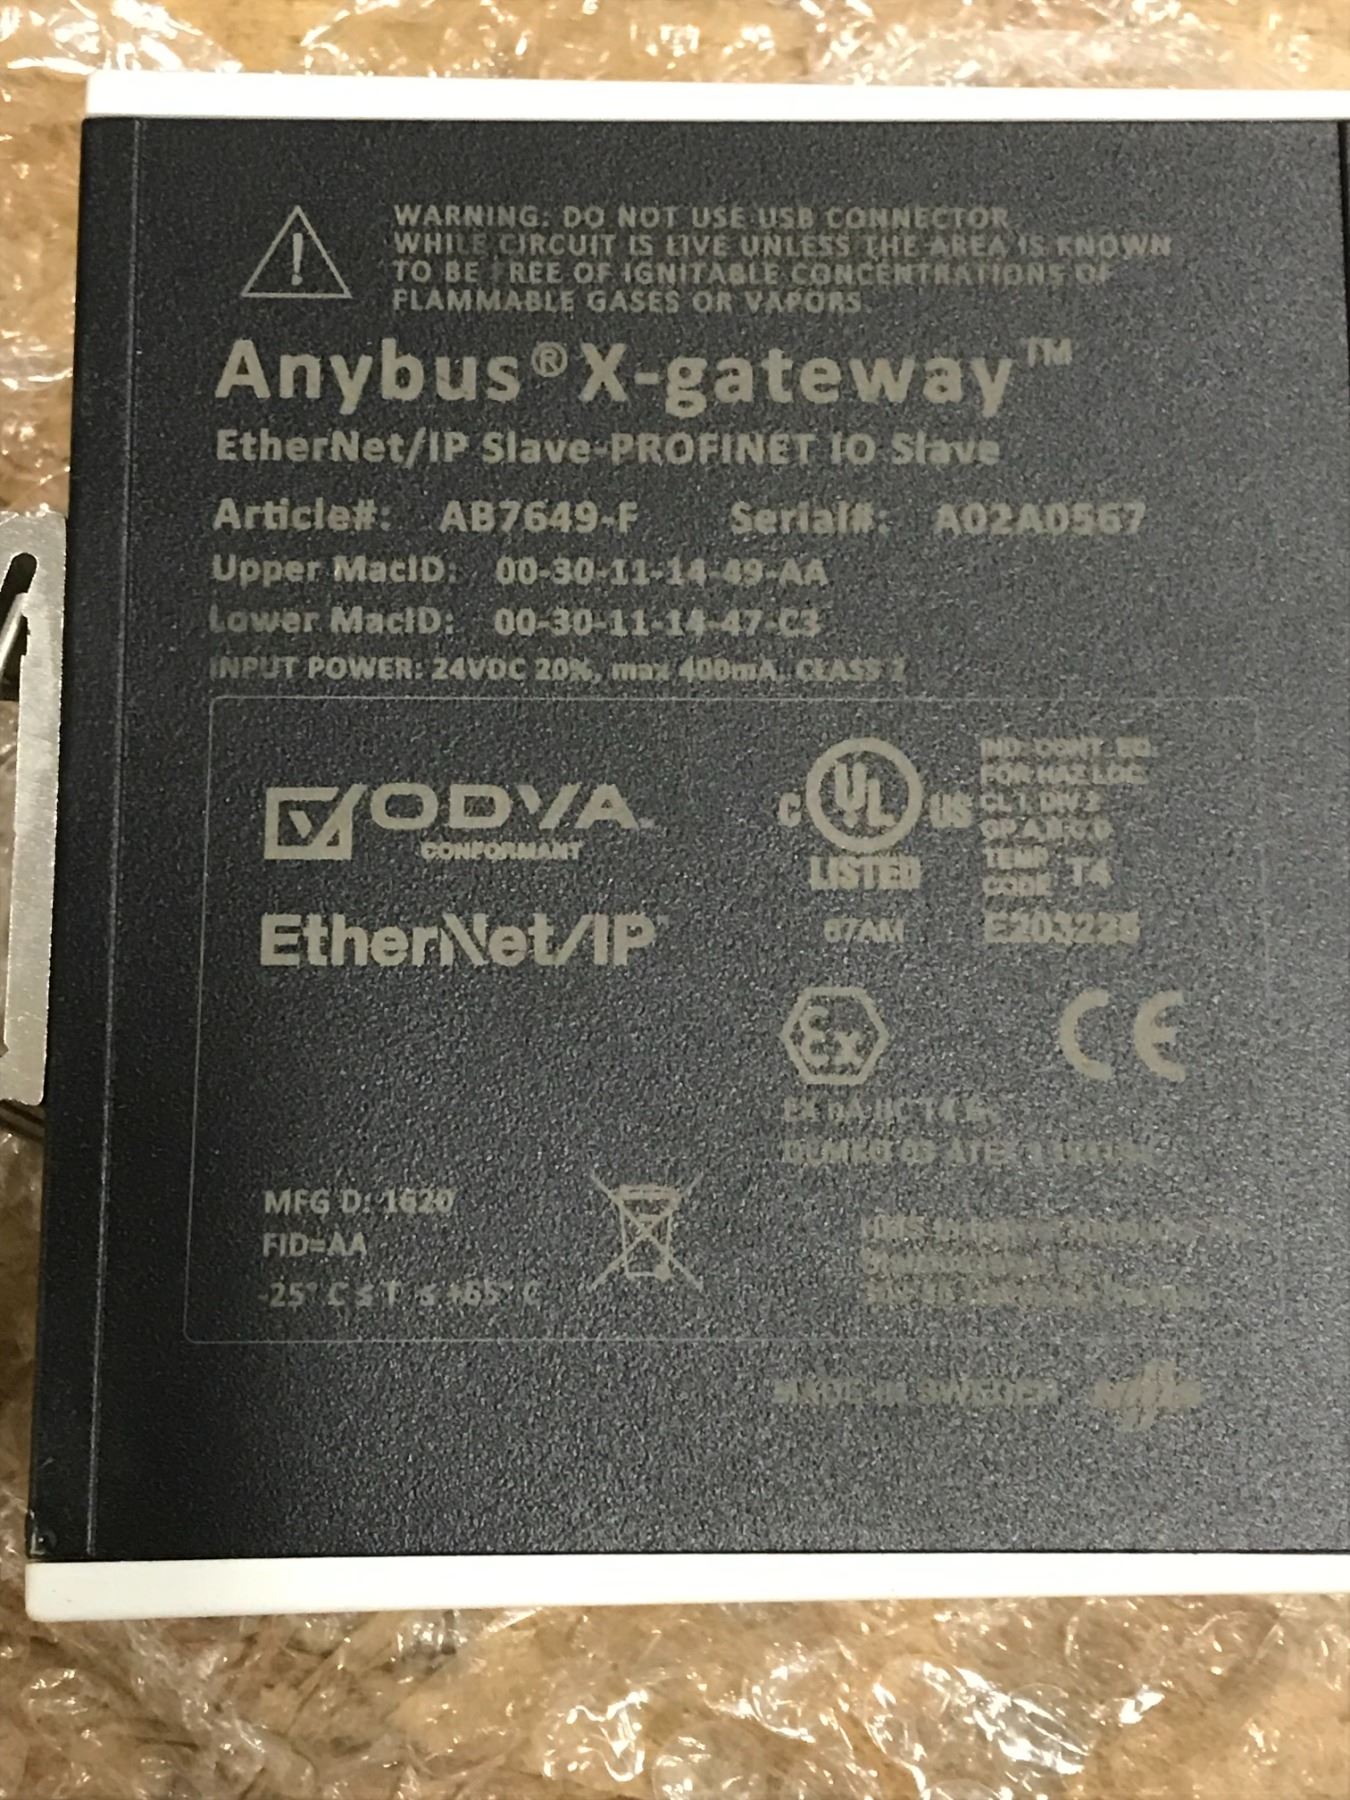 WARNING: DO NOT USE USB CONNECTOR
WHILE CIRCUIT IS LIVE UNLESS THE AREA IS KNOWN
TO BE FREE OF IGNITABLE CONCENTRATIONS OF
FLAMMABLE GASES OR VAPORS.
Anybus® X-gateway™
EtherNet/IP Slave-PROFINET IO Slave
Article#: AB7649-F Serial#: A02A0567
Upper MacID: 00-30-11-14-49-AA
Lower MacID: 00-30-11-14-47-C3
INPUT POWER: 24VDC 20%, max 400mA. CLASS 2
ODVA
CONFORMANT
EtherNet/IP
C UL US
LISTED
67AM
IND. CONT. EQ.
FOR HAZ LOC.
CL 1, DIV 2
GP A,B,C,D
TEMP
CODE T4
E203225
Ex
CE
MFG D: 1620
FID=AA
-25° C ≤ T ≤ +65° C
MADE IN SWEDEN